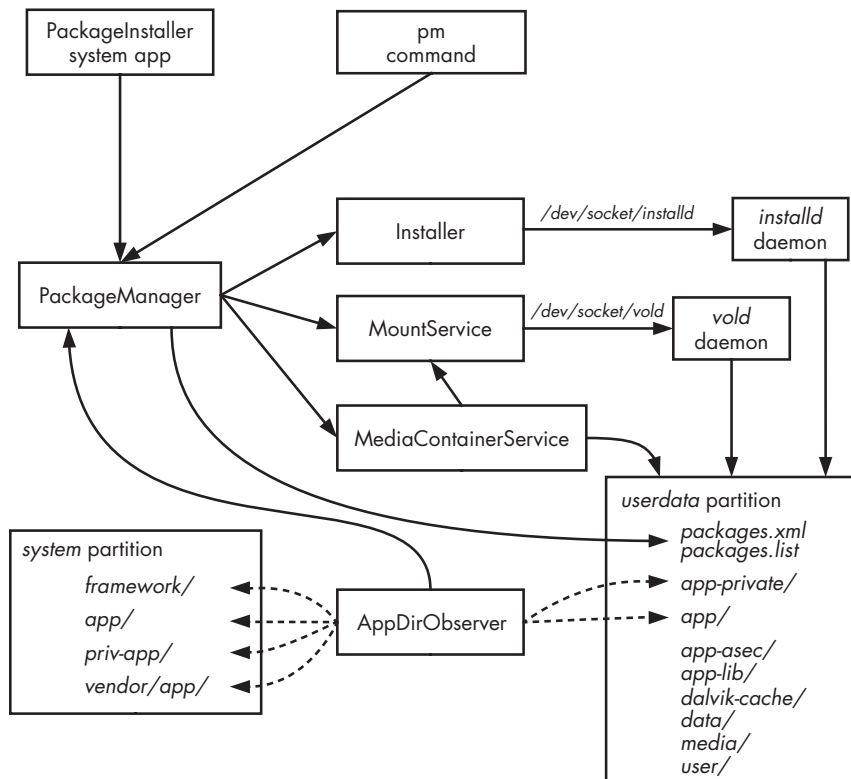 PackageInstaller
system app
pm
command
/dev/socket/installd
Installer
installd
daemon
PackageManager
/dev/socket/vold
MountService
vold
daemon
MediaContainerService
userdata partition
packages.xml
packages.list
system partition
framework/
app/
priv-app/
vendor/app/
AppDirObserver
app-private/
app/
app-asec/
app-lib/
dalvik-cache/
data/
media/
user/